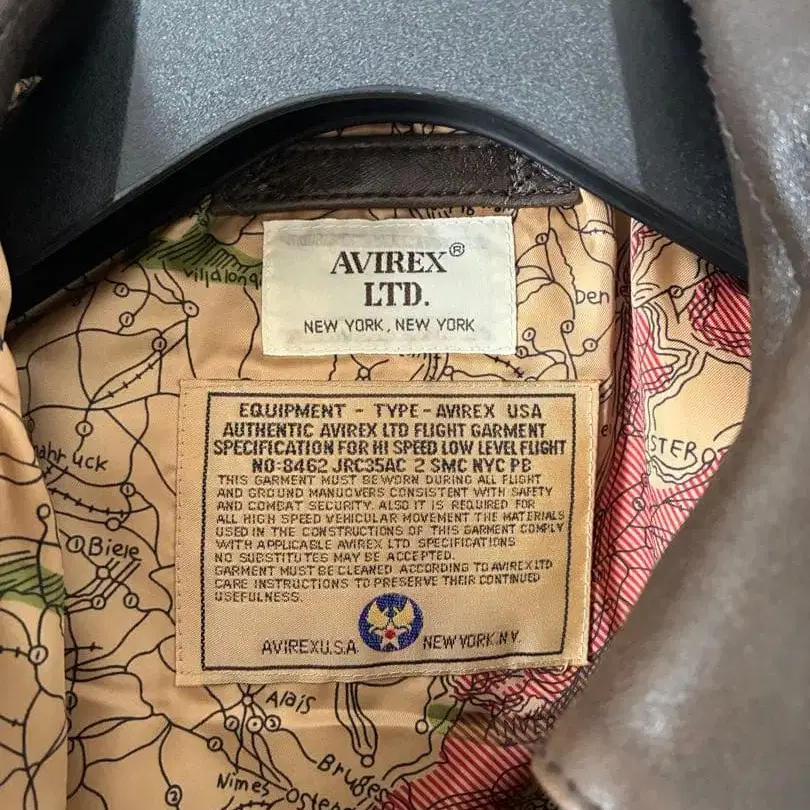 Villalonga
AVIREX®
LTD.
NEW YORK, NEW YORK
Den
EQUIPMENT - TYPE - AVIREX USA
AUTHENTIC AVIREX LTD FLIGHT GARMENT
SPECIFICATION FOR HI SPEED LOW LEVEL FLIGHT
NO-8462 JRC35AC 2 SMC NYC PB
THIS GARMENT MUST BE WORN DURING ALL FLIGHT
AND GROUND MANUOVERS CONSISTENT WITH SAFETY
AND COMBAT SECURITY. ALSO IT IS REQUIRED FOR
ALL HIGH SPEED VEHICULAR MOVEMENT THE MATERIALS
USED IN THE CONSTRUCTIONS OF THIS GARMENT COMPLY
WITH APPLICABLE AVIREX LTD SPECIFICATIONS
NO SUBSTITUTES MAY BE ACCEPTED.
GARMENT MUST BE CLEANED ACCORDING TO AVIREX LTD
CARE INSTRUCTIONS TO PRESERVE THEIR CONTINUED
USEFULNESS.
AVIREX U.S.A. NEW YORK. N.Y.
Biele
Alais
Bruges
Nimes